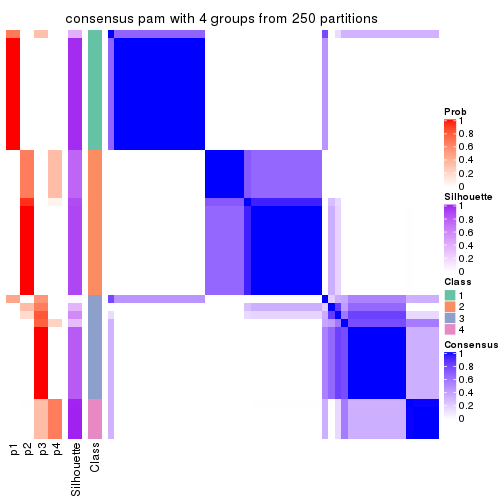 consensus pam with 4 groups from 250 partitions
Prob
1
0.8
0.6
0.4
0.2
0
Silhouette
1
0.8
0.6
0.4
0.2
0
Class
1
2
3
4
Consensus
1
0.8
0.6
0.4
0.2
0
p1
p2
p3
p4
Silhouette
Class